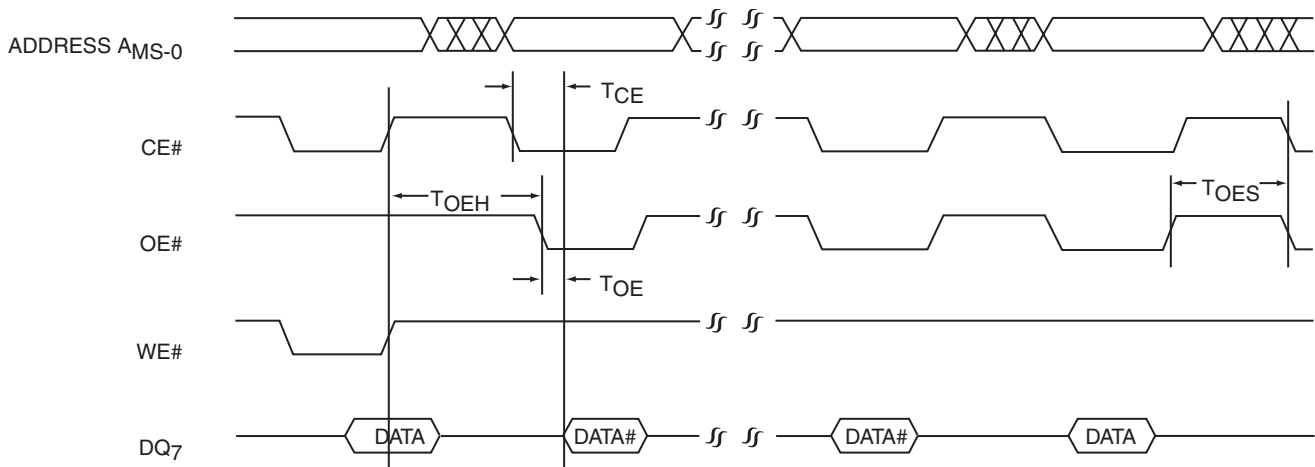 ADDRESS AMS-0
TCE
CE#
TOEH
TOES
OE#
TOE
WE#
DATA DATA# DATA# DATA
DQ7